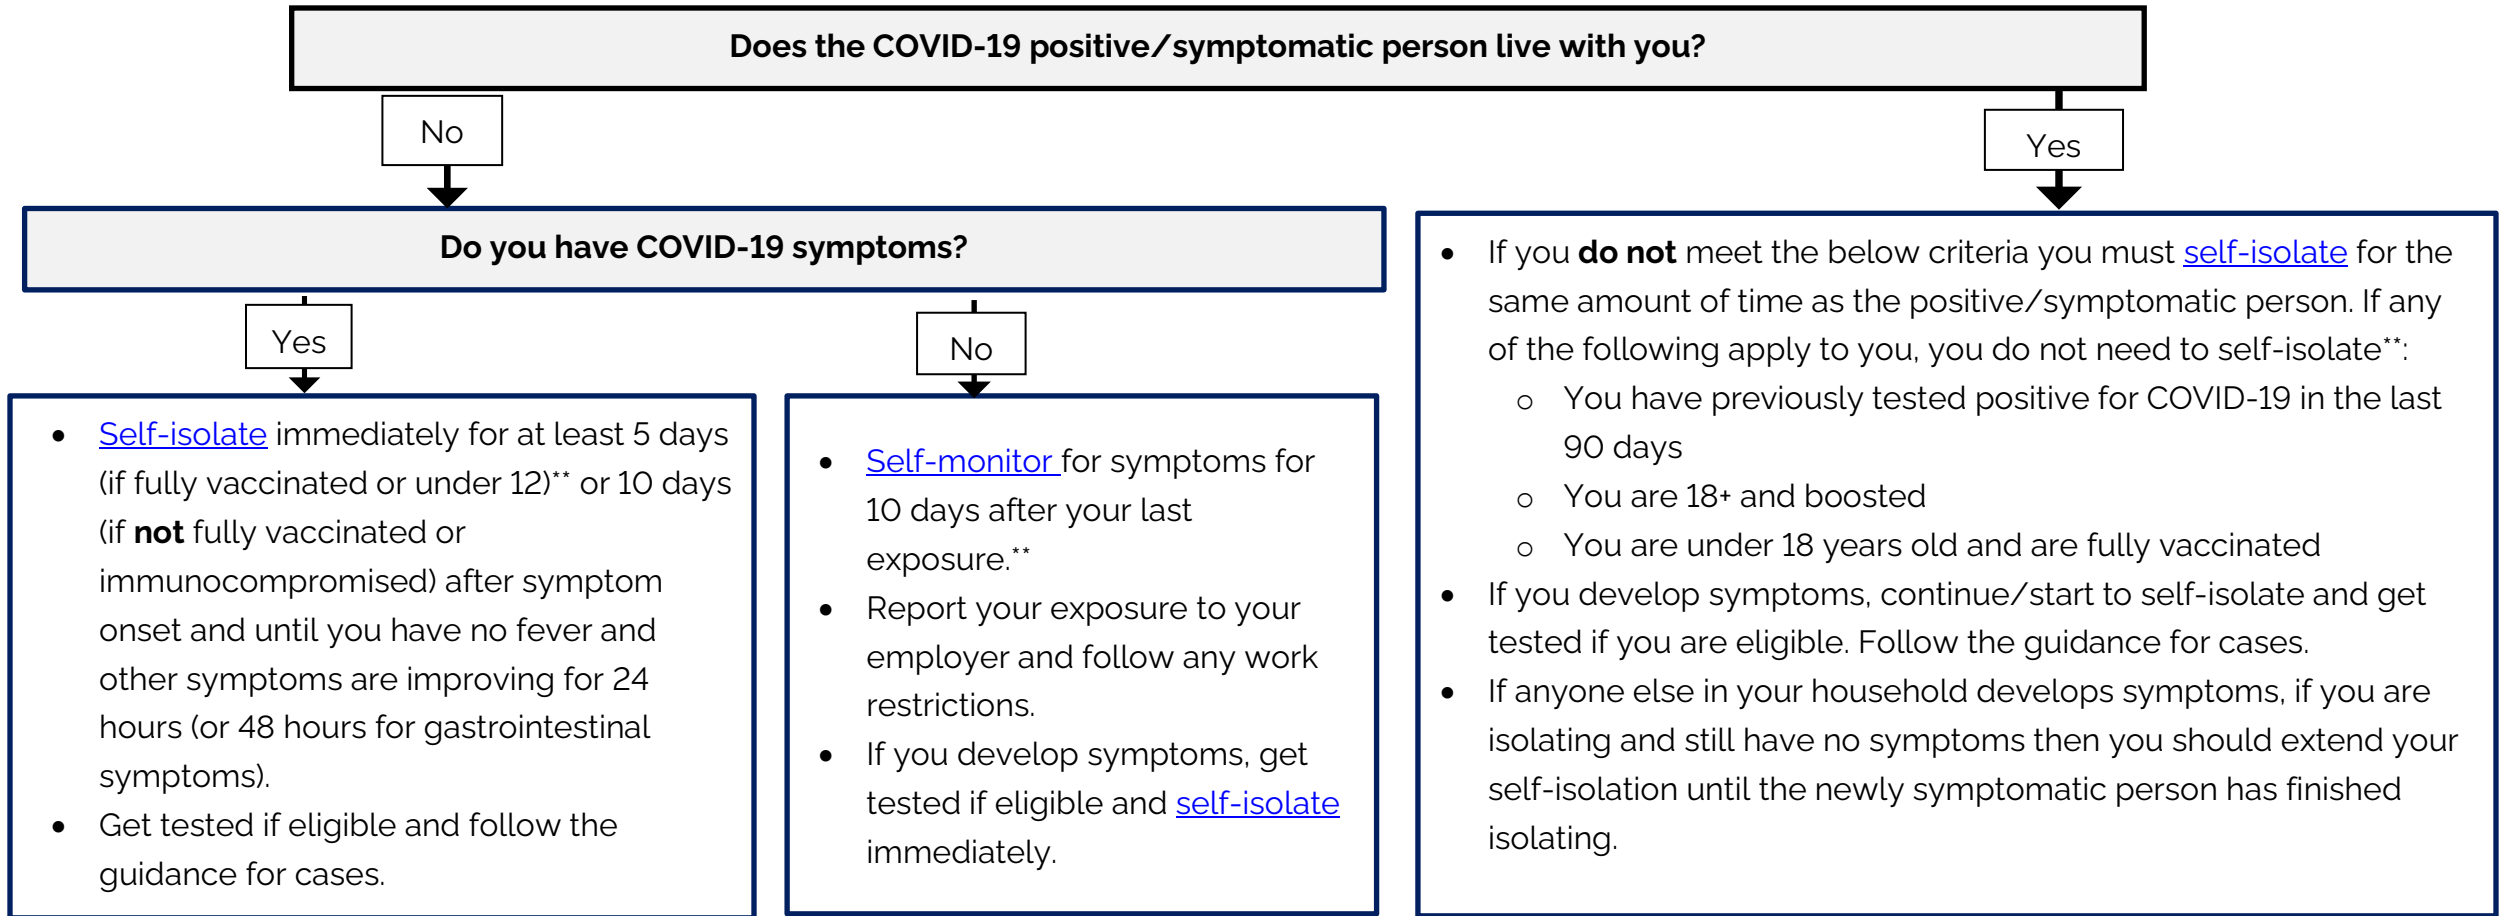 Does the COVID-19 positive/symptomatic person live with you?
No
Yes
Do you have COVID-19 symptoms?
Yes
No
• Self-isolate immediately for at least 5 days
(if fully vaccinated or under 12)** or 10 days
(if not fully vaccinated or
immunocompromised) after symptom
onset and until you have no fever and
other symptoms are improving for 24
hours (or 48 hours for gastrointestinal
symptoms).
• Get tested if eligible and follow the
guidance for cases.
• Self-monitor for symptoms for
10 days after your last
exposure.**
• Report your exposure to your
employer and follow any work
restrictions.
• If you develop symptoms, get
tested if eligible and self-isolate
immediately.
• If you do not meet the below criteria you must self-isolate for the
same amount of time as the positive/symptomatic person. If any
of the following apply to you, you do not need to self-isolate**:
o You have previously tested positive for COVID-19 in the last
90 days
o You are 18+ and boosted
o You are under 18 years old and are fully vaccinated
• If you develop symptoms, continue/start to self-isolate and get
tested if you are eligible. Follow the guidance for cases.
• If anyone else in your household develops symptoms, if you are
isolating and still have no symptoms then you should extend your
self-isolation until the newly symptomatic person has finished
isolating.